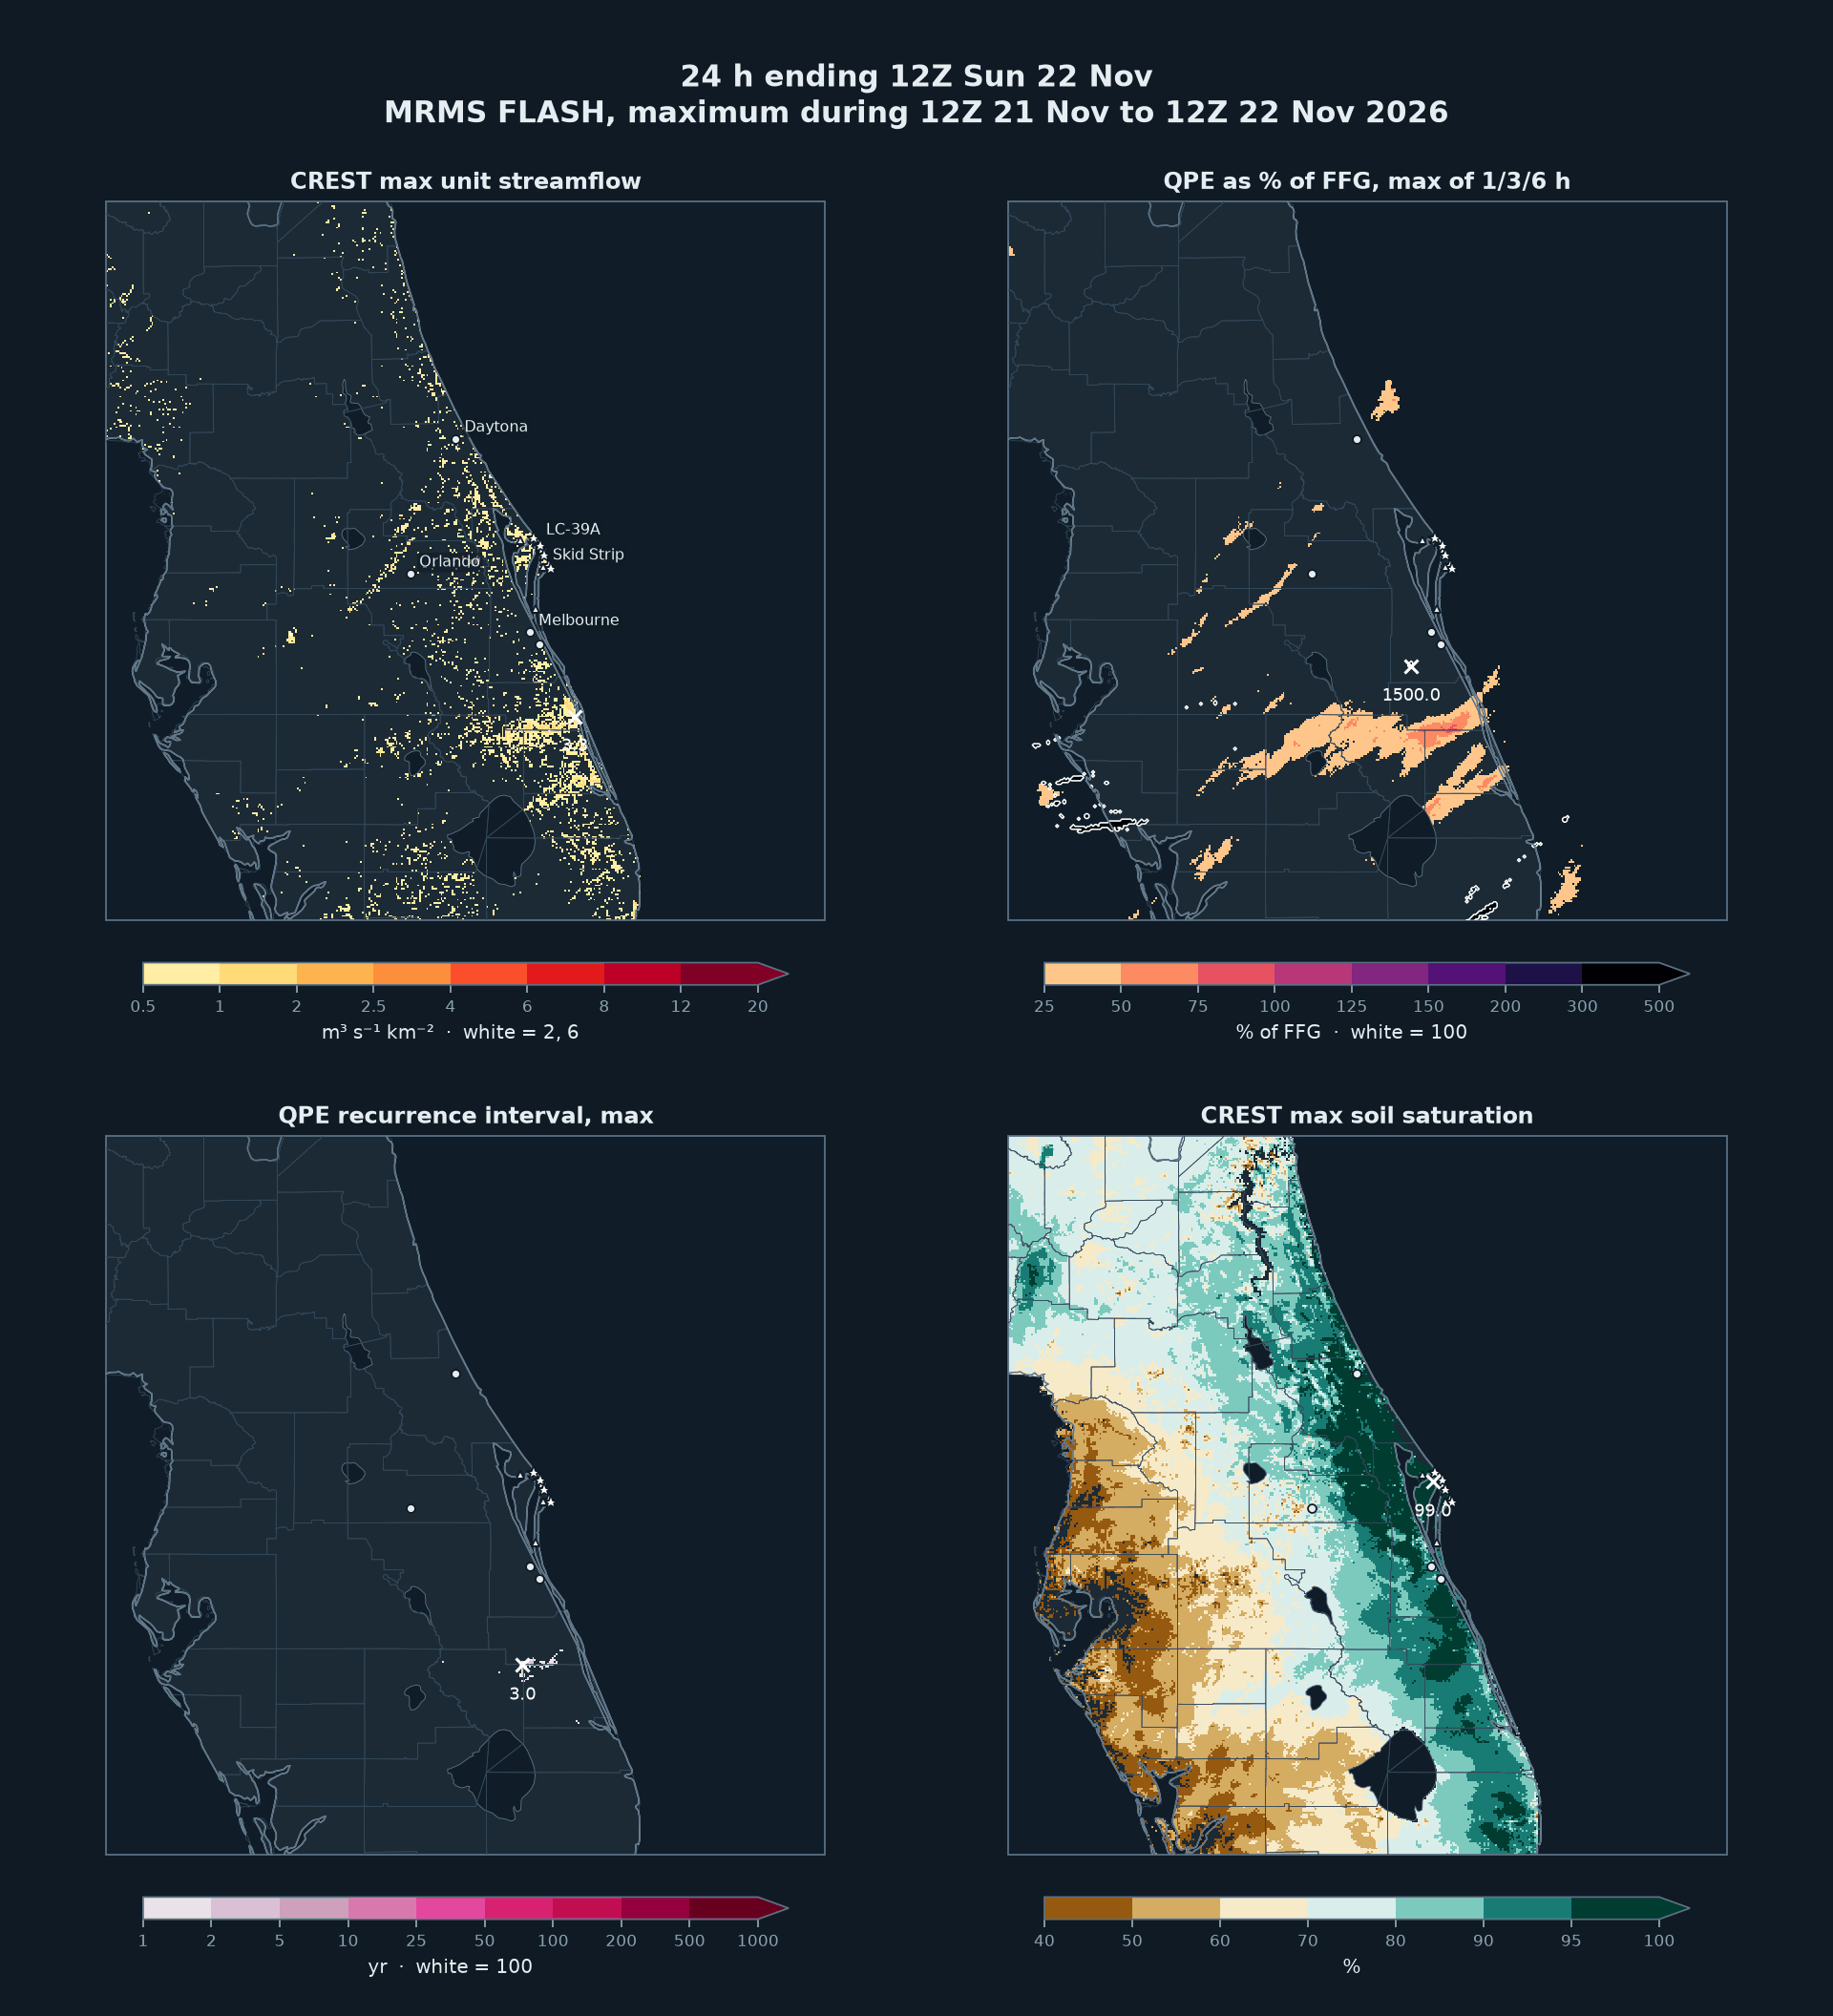 24 h ending 12Z Sun 22 Nov
MRMS FLASH, maximum during 12Z 21 Nov to 12Z 22 Nov 2026
CREST max unit streamflow
Daytona
LC-39A
Skid Strip
Orlando
Melbourne
0.5 1 2 2.5 4 6 8 12 20
m³ s⁻¹ km⁻² · white = 2, 6
QPE as % of FFG, max of 1/3/6 h
1500.0
25 50 75 100 125 150 200 300 500
% of FFG · white = 100
QPE recurrence interval, max
3.0
1 2 5 10 25 50 100 200 500 1000
yr · white = 100
CREST max soil saturation
99.0
40 50 60 70 80 90 95 100
%